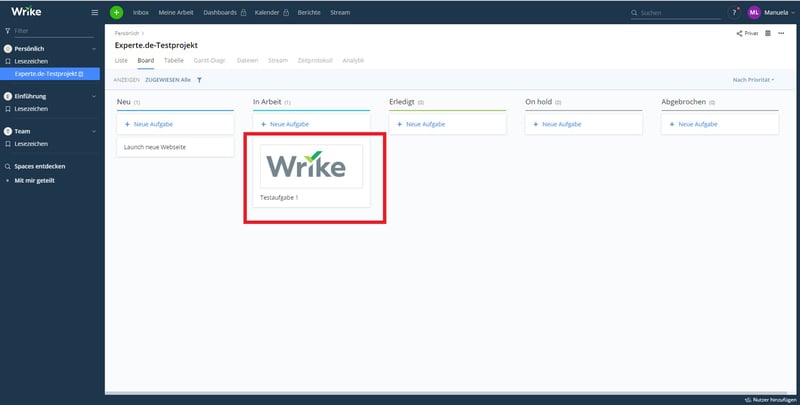 Wrike
Inbox Meine Arbeit Dashboards Kalender Berichte Stream
Suchen
? ML Manuela
Filter
Persönlich
Lesezeichen
Experte.de-Testprojekt
Einführung
Lesezeichen
Team
Lesezeichen
Spaces entdecken
Mit mir geteilt
Persönlich
Experte.de-Testprojekt
Privat
Liste Board Tabelle Gantt-Diagr. Dateien Stream Zeitprotokoll Analytik
ANZEIGEN ZUGEWIESEN Alle
Nach Priorität
Neu (1)
+ Neue Aufgabe
Launch neue Webseite
In Arbeit (1)
+ Neue Aufgabe
Wrike
Testaufgabe 1
Erledigt (0)
+ Neue Aufgabe
On hold (0)
+ Neue Aufgabe
Abgebrochen (0)
+ Neue Aufgabe
Nutzer hinzufügen